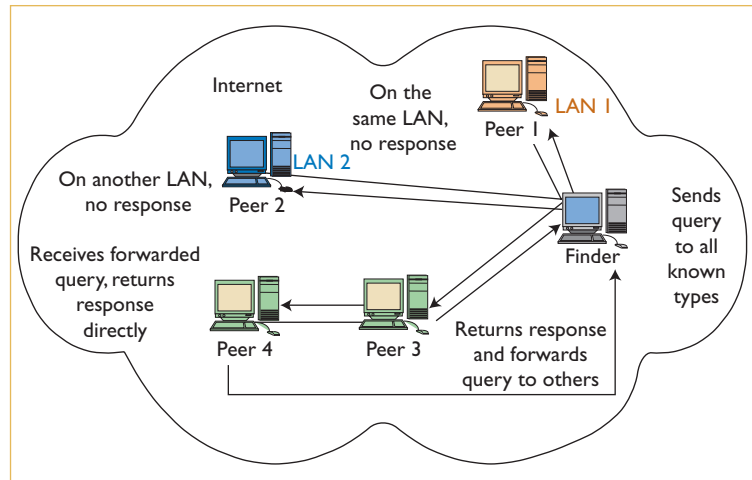 Internet
On the
same LAN,
no response
LAN 1
Peer 1
LAN 2
On another LAN,
no response
Peer 2
Sends
query
to all
known
types
Finder
Receives forwarded
query, returns
response
directly
Peer 4
Peer 3
Returns response
and forwards
query to others